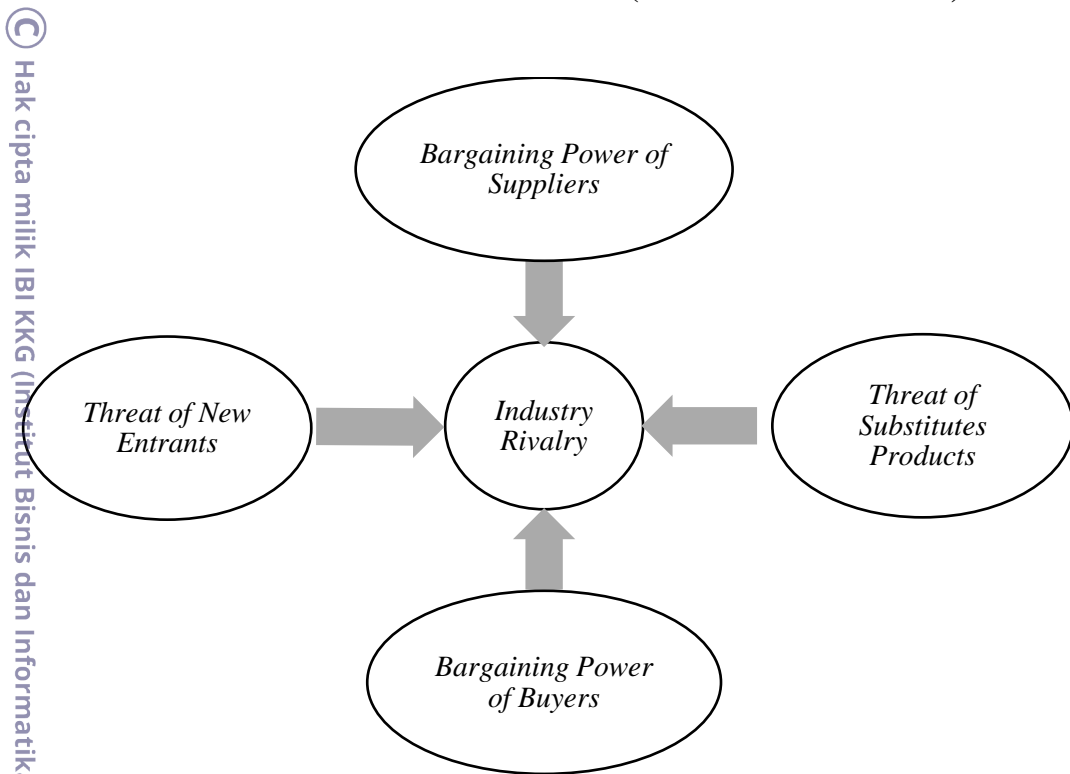 © Hak cipta milik IBI KKG (Institut Bisnis dan Informatika
Bargaining Power of
Suppliers
Threat of New
Entrants
Industry
Rivalry
Threat of
Substitutes
Products
Bargaining Power
of Buyers